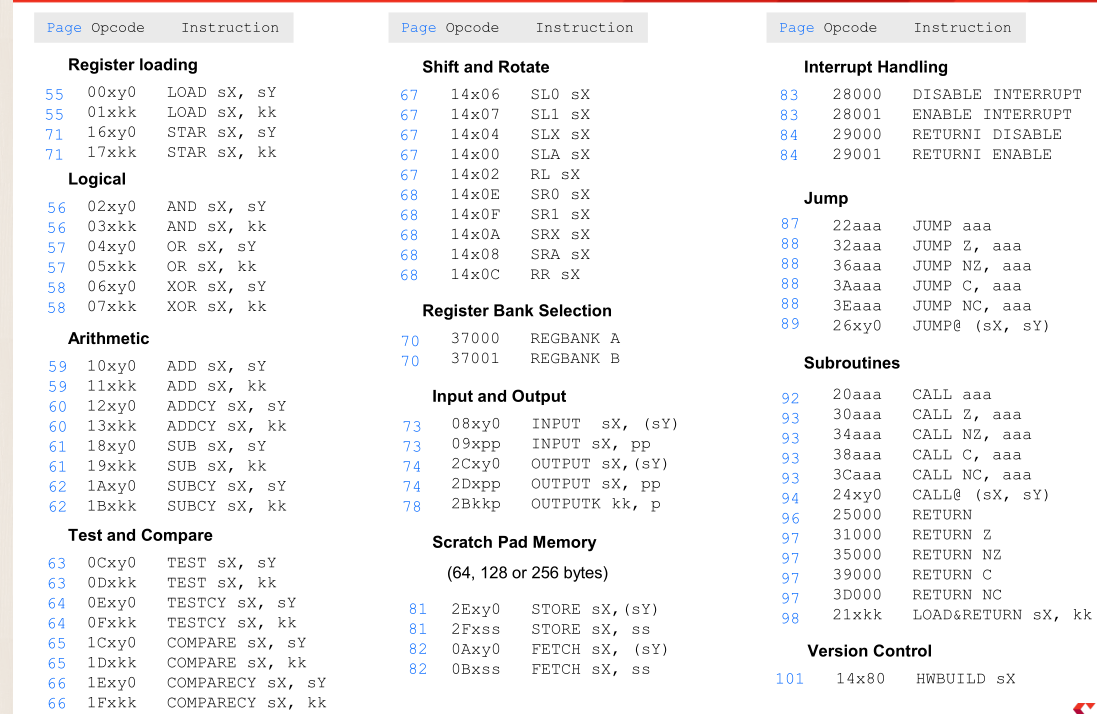 Page Opcode Instruction
Register loading
55 00xy0 LOAD sX, sY
55 01xkk LOAD sX, kk
71 16xy0 STAR sX, sY
71 17xkk STAR sX, kk
Logical
56 02xy0 AND sX, sY
56 03xkk AND sX, kk
57 04xy0 OR sX, sY
57 05xkk OR sX, kk
58 06xy0 XOR sX, sY
58 07xkk XOR sX, kk
Arithmetic
59 10xy0 ADD sX, sY
59 11xkk ADD sX, kk
60 12xy0 ADDCY sX, sY
60 13xkk ADDCY sX, kk
61 18xy0 SUB sX, sY
61 19xkk SUB sX, kk
62 1Axy0 SUBCY sX, sY
62 1Bxkk SUBCY sX, kk
Test and Compare
63 0Cxy0 TEST sX, sY
63 0Dxkk TEST sX, kk
64 0Exy0 TESTCY sX, sY
64 0Fxkk TESTCY sX, kk
65 1Cxy0 COMPARE sX, sY
65 1Dxkk COMPARE sX, kk
66 1Exy0 COMPARECY sX, sY
66 1Fxkk COMPARECY sX, kk
Page Opcode Instruction
Shift and Rotate
67 14x06 SL0 sX
67 14x07 SL1 sX
67 14x04 SLX sX
67 14x00 SLA sX
67 14x02 RL sX
68 14x0E SR0 sX
68 14x0F SR1 sX
68 14x0A SRX sX
68 14x08 SRA sX
68 14x0C RR sX
Register Bank Selection
70 37000 REGBANK A
70 37001 REGBANK B
Input and Output
73 08xy0 INPUT sX, (sY)
73 09xpp INPUT sX, pp
74 2Cxy0 OUTPUT sX,(sY)
74 2Dxpp OUTPUT sX, pp
78 2Bkkp OUTPUTK kk, p
Scratch Pad Memory
(64, 128 or 256 bytes)
81 2Exy0 STORE sX,(sY)
81 2Fxss STORE sX, ss
82 0Axy0 FETCH sX, (sY)
82 0Bxss FETCH sX, ss
Page Opcode Instruction
Interrupt Handling
83 28000 DISABLE INTERRUPT
83 28001 ENABLE INTERRUPT
84 29000 RETURNI DISABLE
84 29001 RETURNI ENABLE
Jump
87 22aaa JUMP aaa
88 32aaa JUMP Z, aaa
88 36aaa JUMP NZ, aaa
88 3Aaaa JUMP C, aaa
88 3Eaaa JUMP NC, aaa
89 26xy0 JUMP@ (sX, sY)
Subroutines
92 20aaa CALL aaa
93 30aaa CALL Z, aaa
93 34aaa CALL NZ, aaa
93 38aaa CALL C, aaa
93 3Caaa CALL NC, aaa
94 24xy0 CALL@ (sX, sY)
96 25000 RETURN
97 31000 RETURN Z
97 35000 RETURN NZ
97 39000 RETURN C
97 3D000 RETURN NC
98 21xkk LOAD&RETURN sX, kk
Version Control
101 14x80 HWBUILD sX